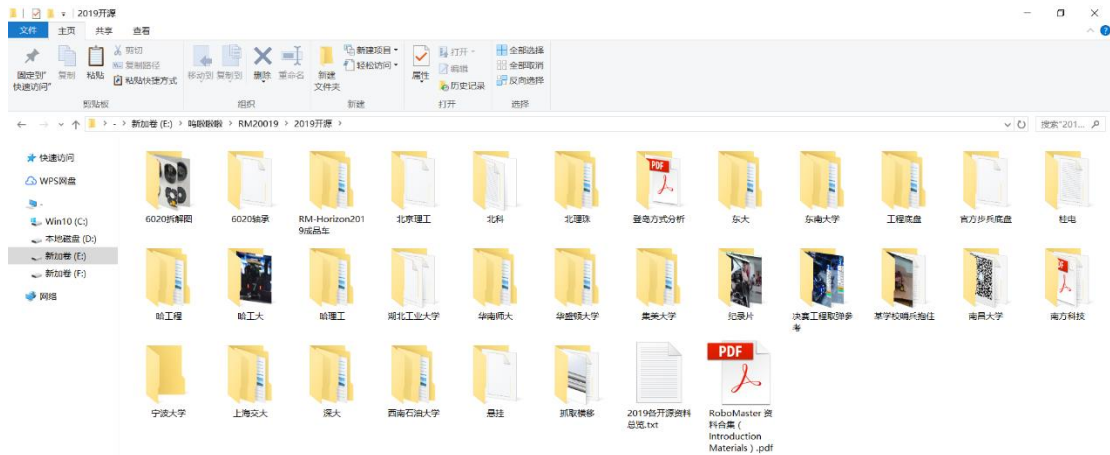 2019开源
文件 主页 共享 查看
固定到"快速访问"
复制
粘贴
剪切
复制路径
粘贴快捷方式
剪贴板
移动到
复制到
删除
重命名
组织
新建文件夹
新建项目
轻松访问
新建
属性
打开
编辑
历史记录
打开
全部选择
全部取消
反向选择
选择
新加卷 (E:) > 呜啦啦啦 > RM20019 > 2019开源 >
搜索"201...
快速访问
WPS网盘
Win10 (C:)
本地磁盘 (D:)
新加卷 (E:)
新加卷 (F:)
网络
6020拆解图
6020轴承
RM-Horizon201
9成品车
北京理工
北科
北理珠
登岛方式分析
东大
东南大学
工程底盘
官方步兵底盘
桂电
哈工程
哈工大
哈理工
湖北工业大学
华南师大
华盛顿大学
集美大学
纪录片
决赛工程取弹参
考
某学校哨兵抱住
南昌大学
南方科技
宁波大学
上海交大
深大
西南石油大学
悬挂
抓取横移
2019各开源资料
总览.txt
PDF
RoboMaster 资
料合集（
Introduction
Materials）.pdf